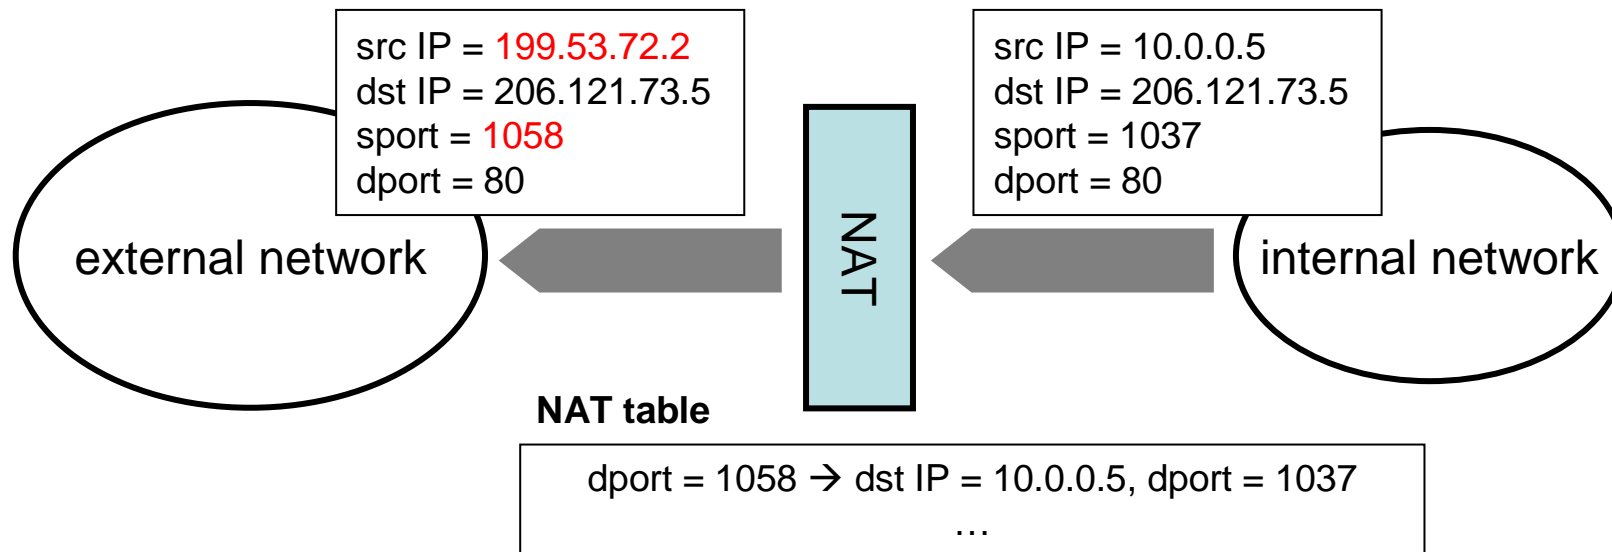 src IP = 199.53.72.2
dst IP = 206.121.73.5
sport = 1058
dport = 80
src IP = 10.0.0.5
dst IP = 206.121.73.5
sport = 1037
dport = 80
external network
NAT
internal network
NAT table
dport = 1058 → dst IP = 10.0.0.5, dport = 1037
…